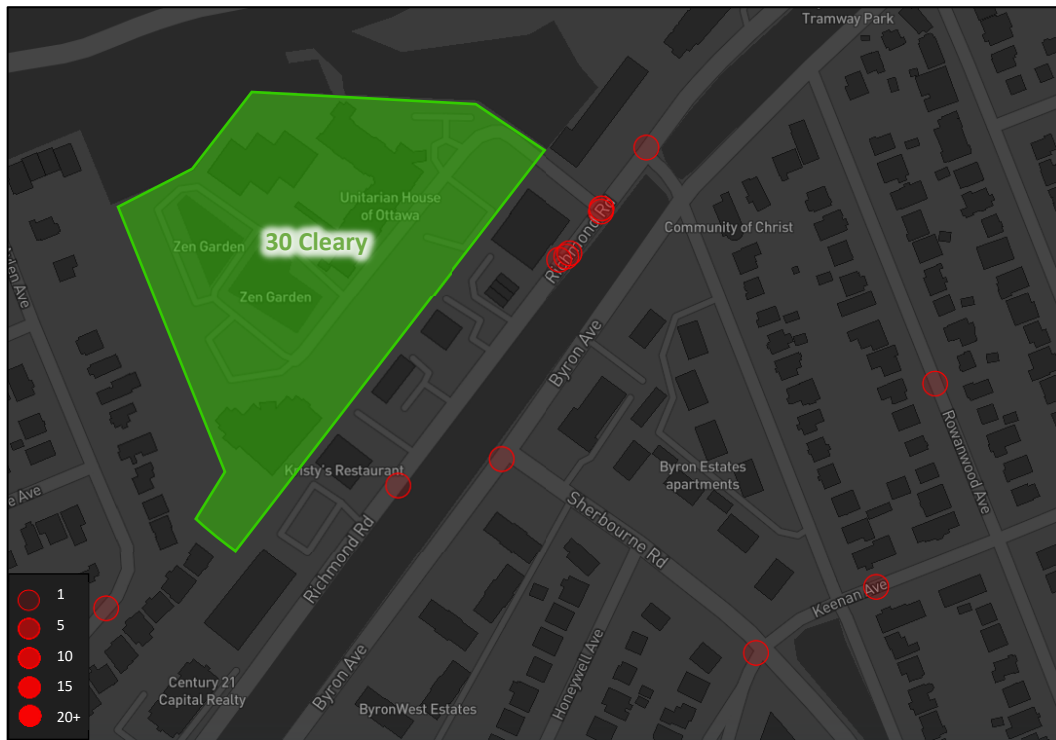 Tramway Park
Unitarian House
of Ottawa
Community of Christ
Zen Garden
30 Cleary
Richmond Rd
Zen Garden
Byron Ave
Kristy's Restaurant
Byron Estates
apartments
Rowanwood Ave
e Ave
Sherbourne Rd
Richmond Rd
Keenan Ave
Honeywell Ave
Byron Ave
Century 21
Capital Realty
ByronWest Estates
1
5
10
15
20+